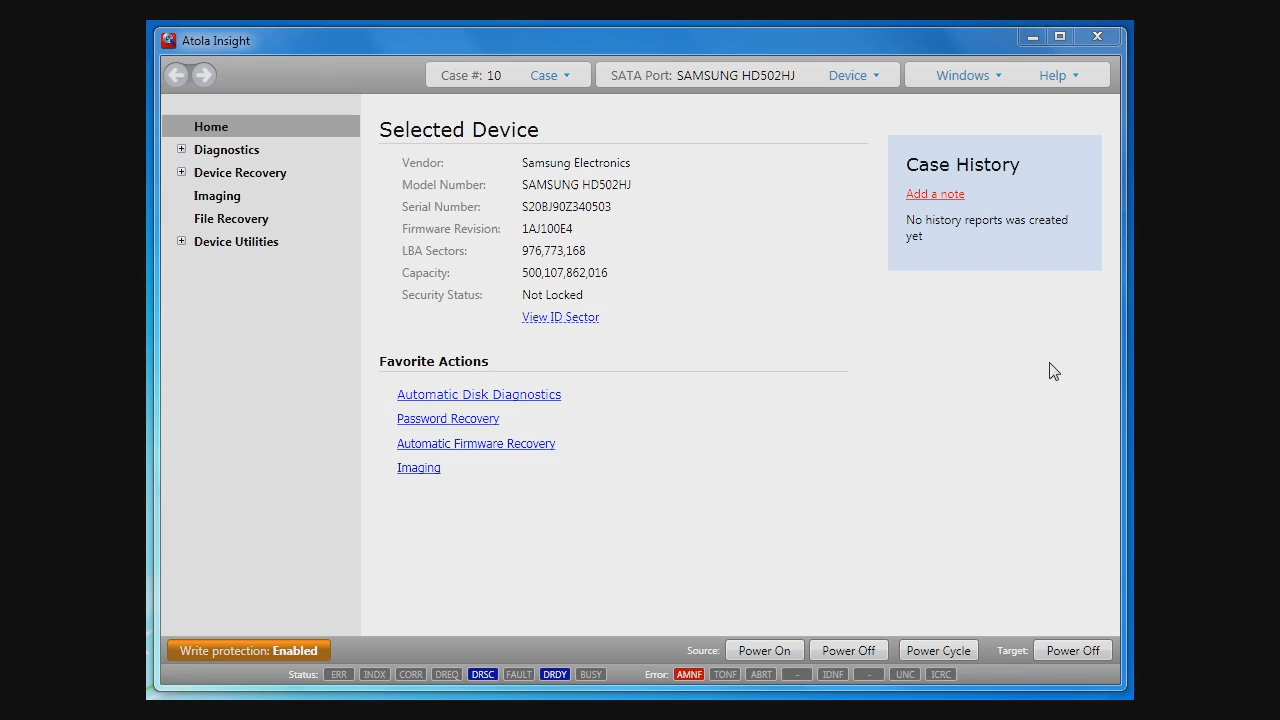 Atola Insight
Case #: 10 Case SATA Port: SAMSUNG HD502HJ Device Windows Help
Home
Diagnostics
Device Recovery
Imaging
File Recovery
Device Utilities
Selected Device
Vendor: Samsung Electronics
Model Number: SAMSUNG HD502HJ
Serial Number: S20BJ90Z340503
Firmware Revision: 1AJ100E4
LBA Sectors: 976,773,168
Capacity: 500,107,862,016
Security Status: Not Locked
View ID Sector
Favorite Actions
Automatic Disk Diagnostics
Password Recovery
Automatic Firmware Recovery
Imaging
Case History
Add a note
No history reports was created
yet
Write protection: Enabled Source: Power On Power Off Power Cycle Target: Power Off
Status: ERR INDX CORR DREQ DRSC FAULT DRDY BUSY Error: AMNF TONF ABRT - IDNF - UNC ICRC